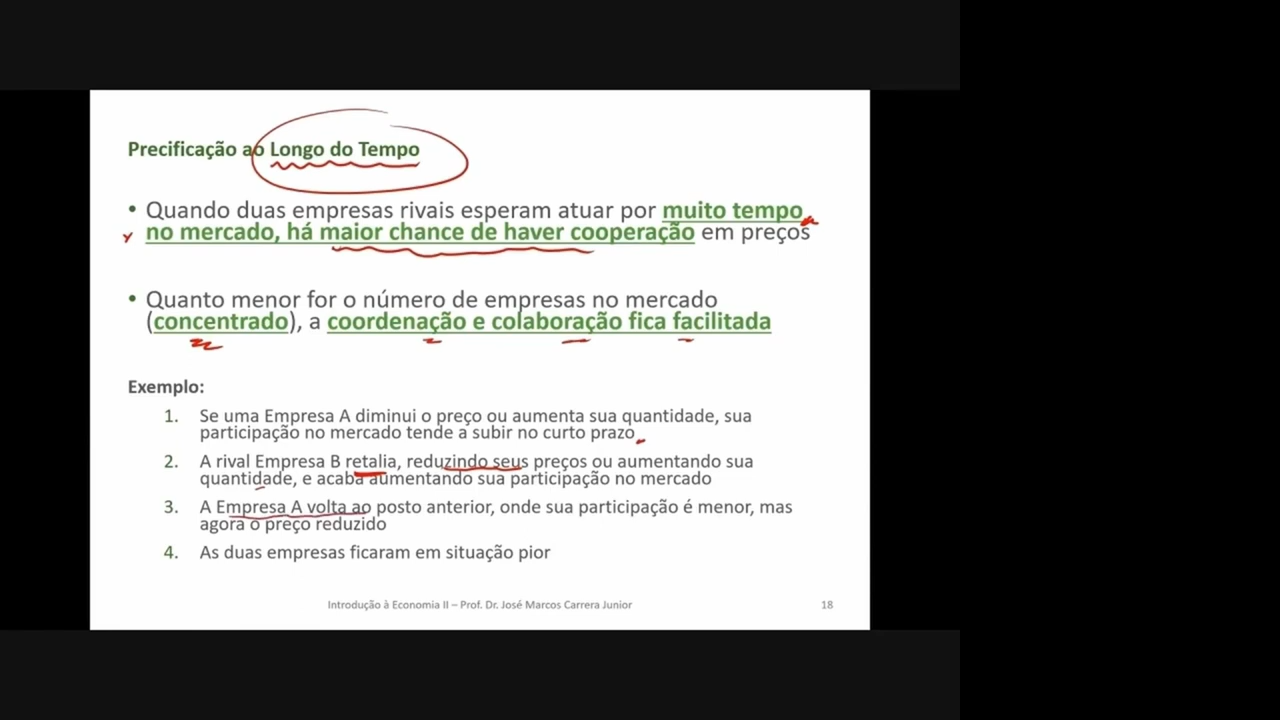 Precificação ao Longo do Tempo
• Quando duas empresas rivais esperam atuar por muito tempo
no mercado, há maior chance de haver cooperação em preços
• Quanto menor for o número de empresas no mercado
(concentrado), a coordenação e colaboração fica facilitada
Exemplo:
1. Se uma Empresa A diminui o preço ou aumenta sua quantidade, sua
participação no mercado tende a subir no curto prazo
2. A rival Empresa B retalia, reduzindo seus preços ou aumentando sua
quantidade, e acaba aumentando sua participação no mercado
3. A Empresa A volta ao posto anterior, onde sua participação é menor, mas
agora o preço reduzido
4. As duas empresas ficaram em situação pior
Introdução à Economia II – Prof. Dr. José Marcos Carrera Junior
18